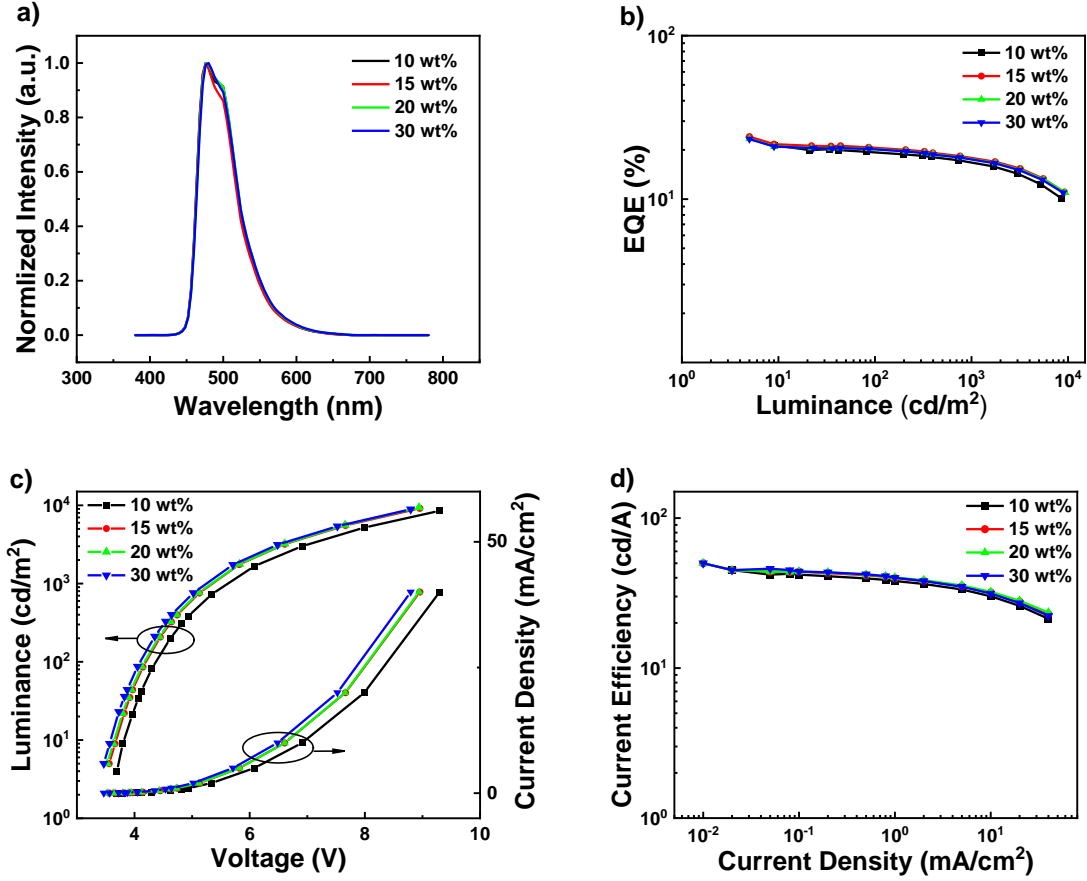 a)
Normlized Intensity (a.u.)
1.0
0.8
0.6
0.4
0.2
0.0
300 400 500 600 700 800
Wavelength (nm)
10 wt%
15 wt%
20 wt%
30 wt%
b)
EQE (%)
10²
10¹
10⁰ 10¹ 10² 10³ 10⁴
Luminance (cd/m²)
10 wt%
15 wt%
20 wt%
30 wt%
c)
Luminance (cd/m²)
10⁴
10³
10²
10¹
10⁰
4 6 8 10
Voltage (V)
50
0
Current Density (mA/cm²)
10 wt%
15 wt%
20 wt%
30 wt%
d)
Current Efficiency (cd/A)
10²
10¹
10⁰
10⁻² 10⁻¹ 10⁰ 10¹
Current Density (mA/cm²)
10 wt%
15 wt%
20 wt%
30 wt%